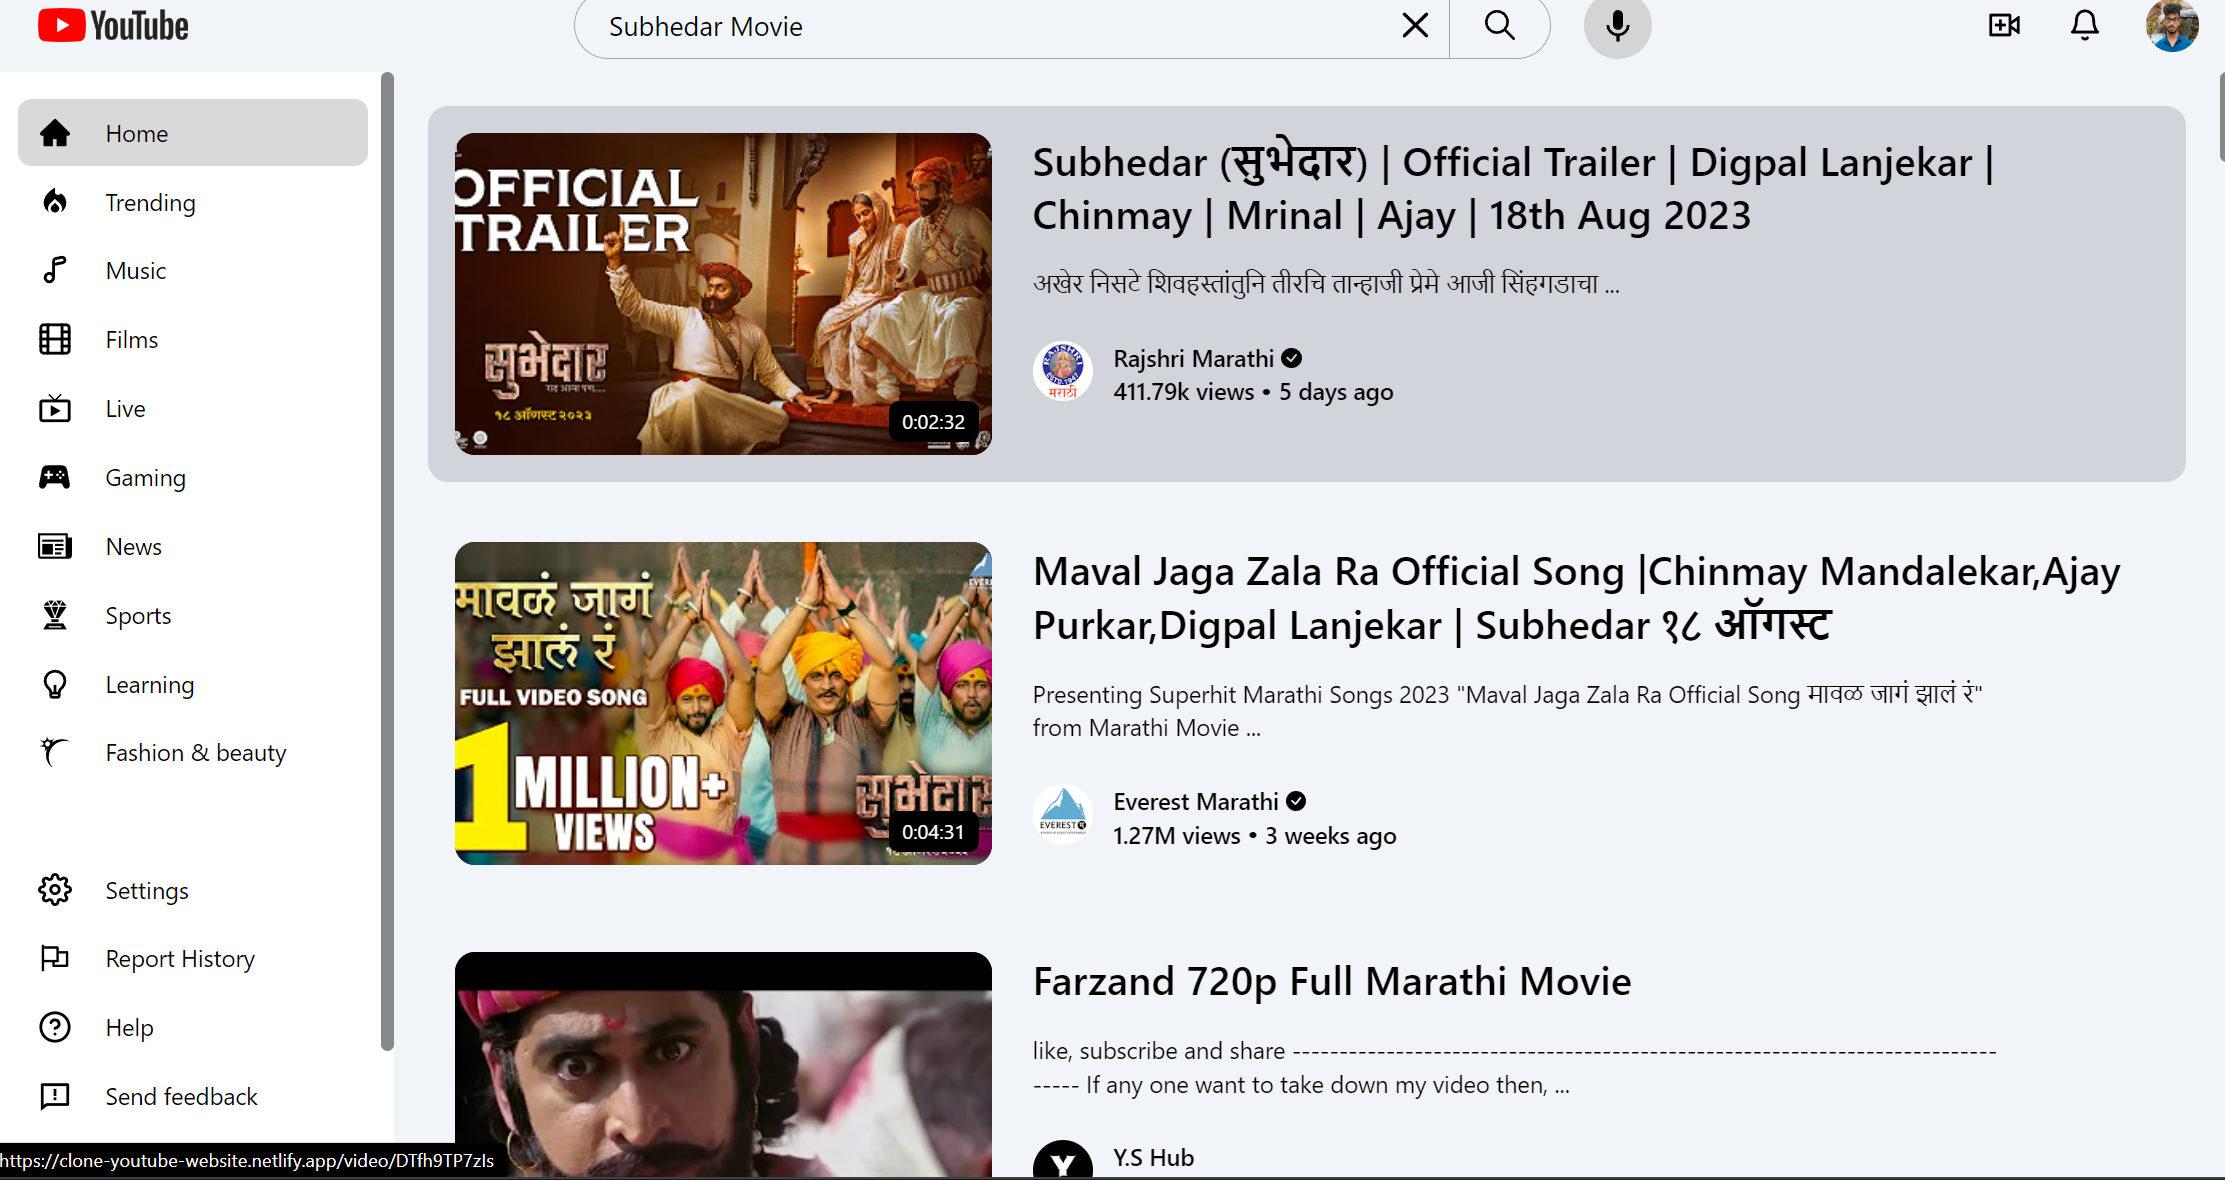 YouTube
Subhedar Movie
Home
Trending
Music
Films
Live
Gaming
News
Sports
Learning
Fashion & beauty
Settings
Report History
Help
Send feedback
OFFICIAL
TRAILER
सुभेदार
१८ ऑगस्ट २०२३
0:02:32
Subhedar (सुभेदार) | Official Trailer | Digpal Lanjekar |
Chinmay | Mrinal | Ajay | 18th Aug 2023
अखेर निसटे शिवहस्तांतुनि तीरचि तान्हाजी प्रेमे आजी सिंहगडाचा ...
RAJSHRI
मराठी
Rajshri Marathi
411.79k views • 5 days ago
मावळं जागं
झालं रं
FULL VIDEO SONG
1 MILLION+
VIEWS
सुभेदार
0:04:31
Maval Jaga Zala Ra Official Song |Chinmay Mandalekar,Ajay
Purkar,Digpal Lanjekar | Subhedar १८ ऑगस्ट
Presenting Superhit Marathi Songs 2023 "Maval Jaga Zala Ra Official Song मावळ जागं झालं रं"
from Marathi Movie ...
EVEREST
Everest Marathi
1.27M views • 3 weeks ago
Farzand 720p Full Marathi Movie
like, subscribe and share ---------------------------------------------------------------------------
----- If any one want to take down my video then, ...
Y
Y.S Hub
https://clone-youtube-website.netlify.app/video/DTfh9TP7zIs